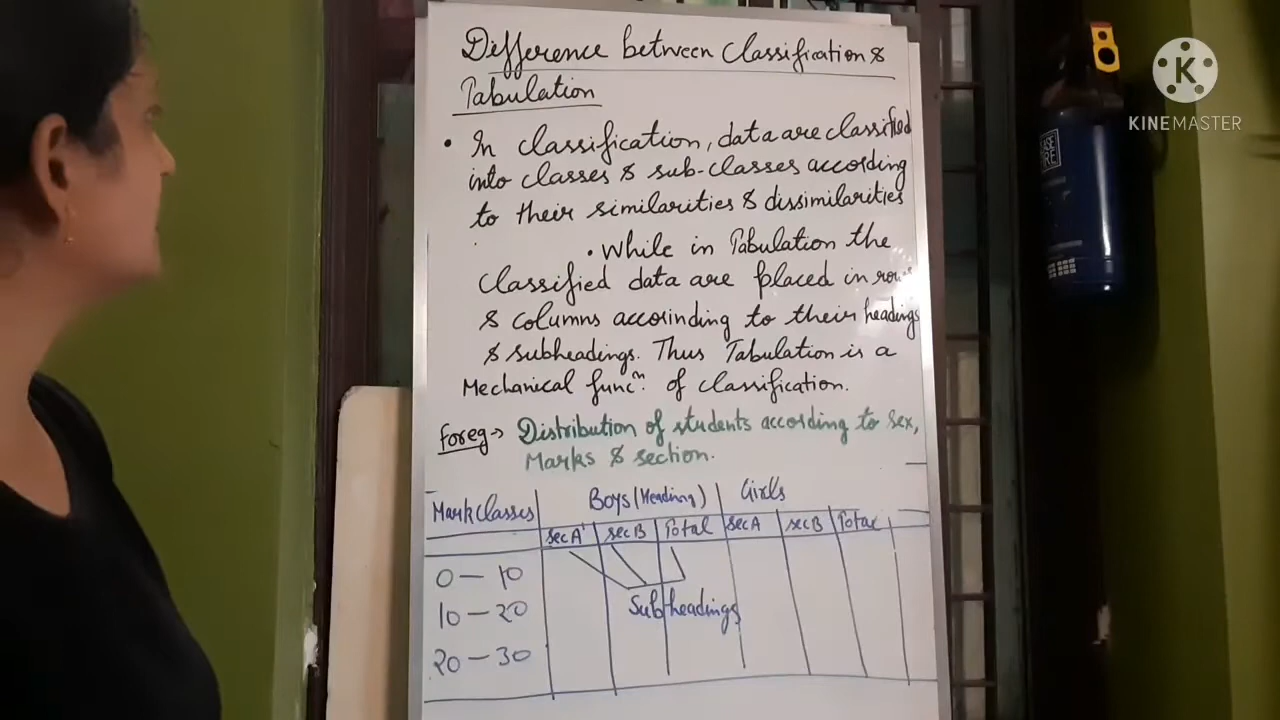 Difference between Classification &
Tabulation
• In classification, data are classified
into classes & sub-classes according
to their similarities & dissimilarities
• While in Tabulation the
classified data are placed in
& columns accorinding to their headings
& subheadings. Thus Tabulation is a
Mechanical funcⁿ. of classification.
Foreg→ Distribution of students according to sex,
Marks & section.
Mark Classes Boys (Heading) Girls
sec A sec B Total sec A sec B Total
0 – 10
10 – 20
Subheadings
20 – 30
K
KINEMASTER